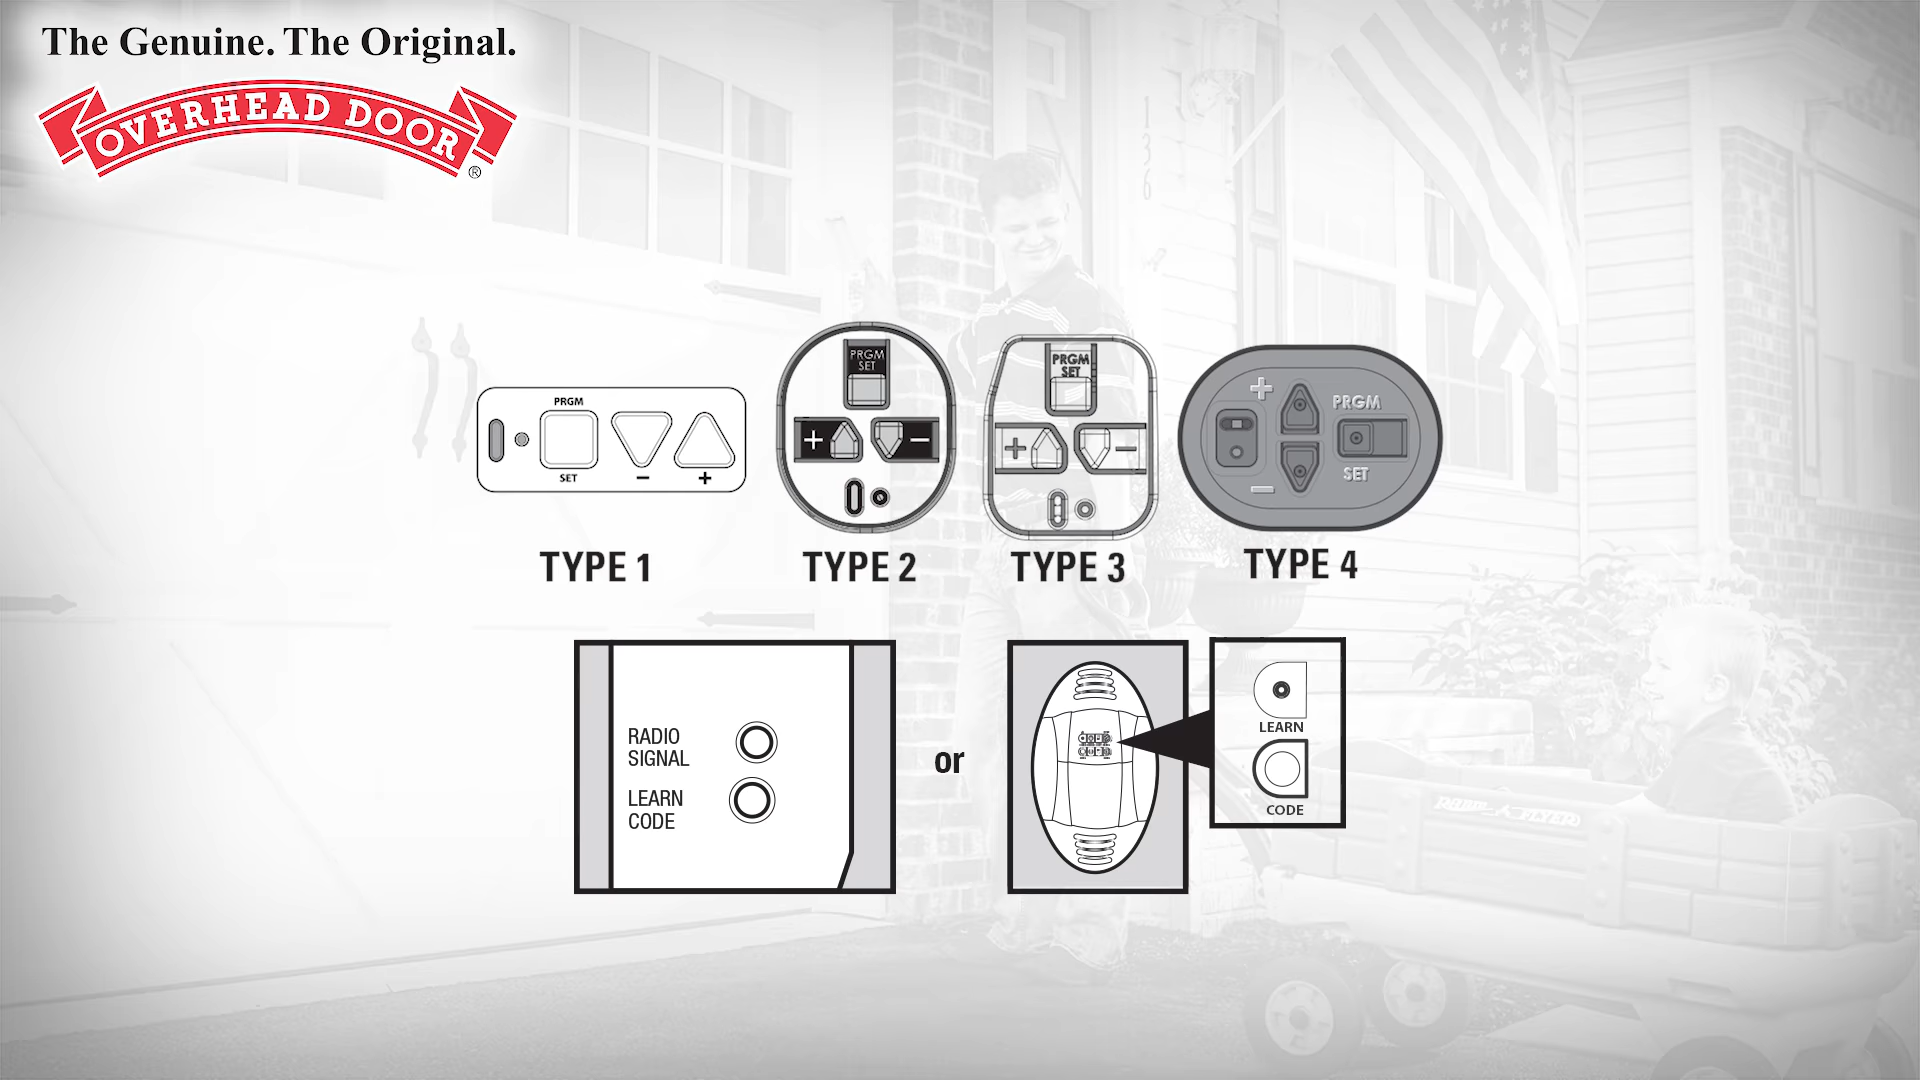 The Genuine. The Original.
OVERHEAD DOOR
®
136
PRGM
SET
−
+
PRGM
SET
+
−
PRGM
SET
+
−
+
PRGM
SET
−
TYPE 1
TYPE 2
TYPE 3
TYPE 4
RADIO
SIGNAL
LEARN
CODE
or
LEARN
CODE
RADIO FLYER